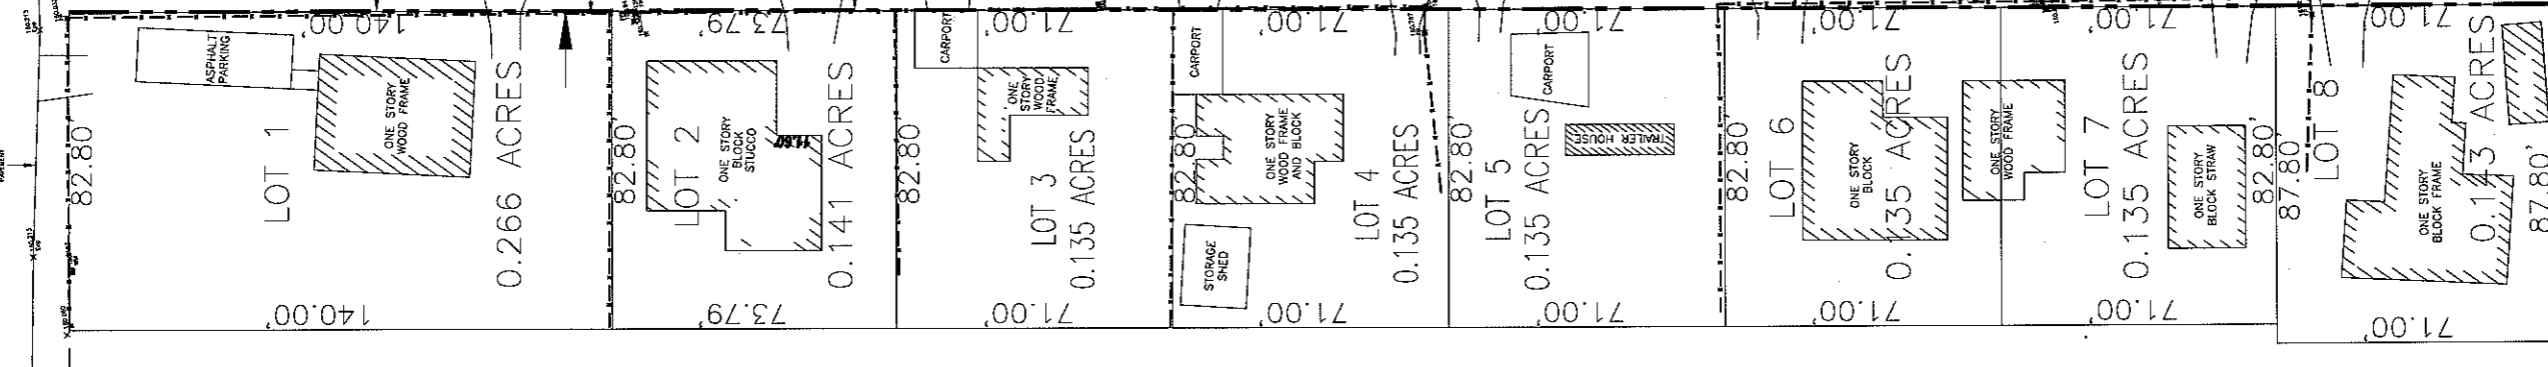 140.00'
ASPHALT
PARKING
ONE STORY
WOOD FRAME
82.80'
LOT 1
0.266 ACRES
140.00'
73.79'
82.80'
LOT 2
ONE STORY
BLOCK
STUCCO
0.141 ACRES
73.79'
CARPORT
71.00'
ONE
STORY
WOOD
FRAME
82.80'
LOT 3
0.135 ACRES
71.00'
CARPORT
71.00'
82.80'
ONE STORY
WOOD FRAME
AND BLOCK
STORAGE
SHED
LOT 4
0.135 ACRES
71.00'
71.00'
CARPORT
82.80'
LOT 5
0.135 ACRES
TRAILER HOUSE
71.00'
71.00'
82.80'
LOT 6
ONE STORY
BLOCK
0.135 ACRES
71.00'
71.00'
ONE STORY
WOOD FRAME
LOT 7
0.135 ACRES
ONE STORY
BLOCK STRAW
82.80'
71.00'
71.00'
87.80'
LOT 8
ONE STORY
BLOCK FRAME
0.143 ACRES
87.80'
71.00'